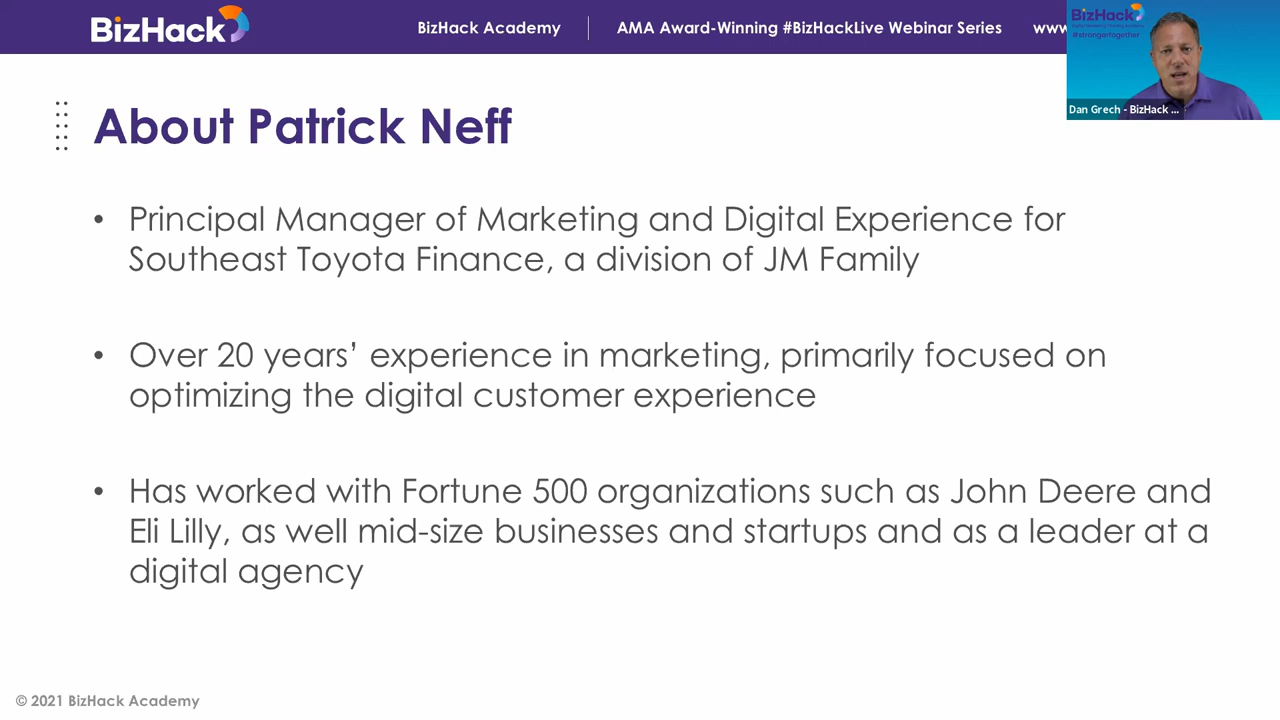 BizHack
BizHack Academy
AMA Award-Winning #BizHackLive Webinar Series
www
BizHack
#strongertogether
Dan Grech - BizHack ...
About Patrick Neff
• Principal Manager of Marketing and Digital Experience for
Southeast Toyota Finance, a division of JM Family
• Over 20 years’ experience in marketing, primarily focused on
optimizing the digital customer experience
• Has worked with Fortune 500 organizations such as John Deere and
Eli Lilly, as well mid-size businesses and startups and as a leader at a
digital agency
© 2021 BizHack Academy